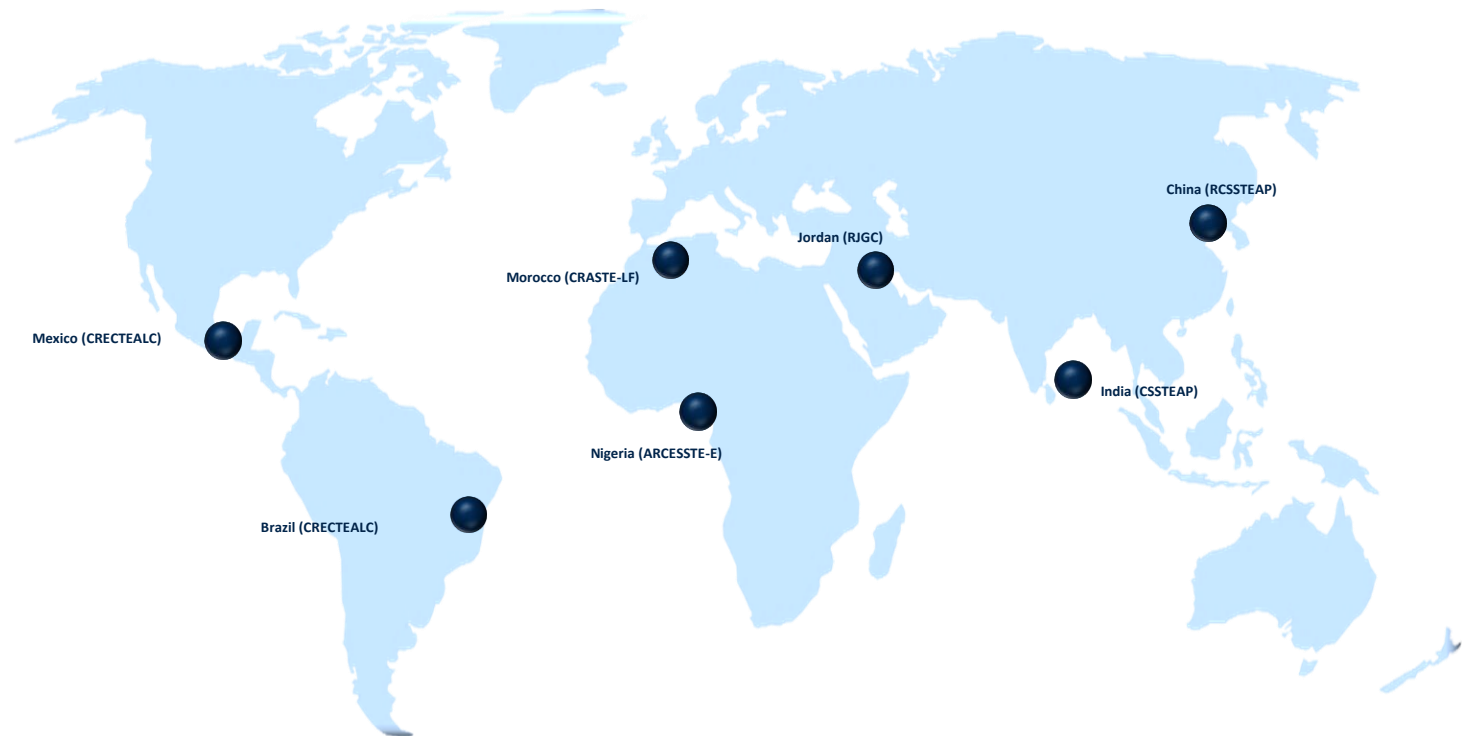 China (RCSSTEAP)
Jordan (RJGC)
Morocco (CRASTE-LF)
Mexico (CRECTEALC)
India (CSSTEAP)
Nigeria (ARCESSTE-E)
Brazil (CRECTEALC)